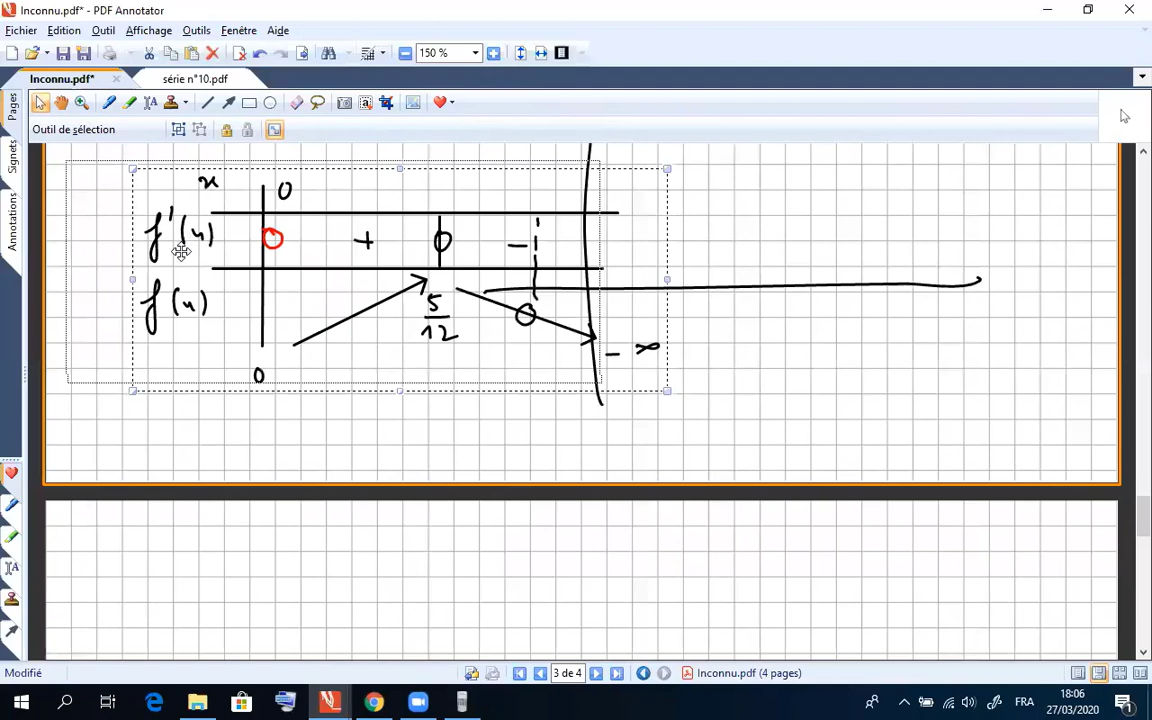 Inconnu.pdf* - PDF Annotator
Fichier Edition Outil Affichage Outils Fenêtre Aide
150 %
Inconnu.pdf* série n°10.pdf
Outil de sélection
Pages
Signets
Annotations
x 0
f'(x) 0 + 0 -
f(x) 5/12 0 - ∞
0
Modifié
3 de 4
Inconnu.pdf (4 pages)
FRA
18:06
27/03/2020
1